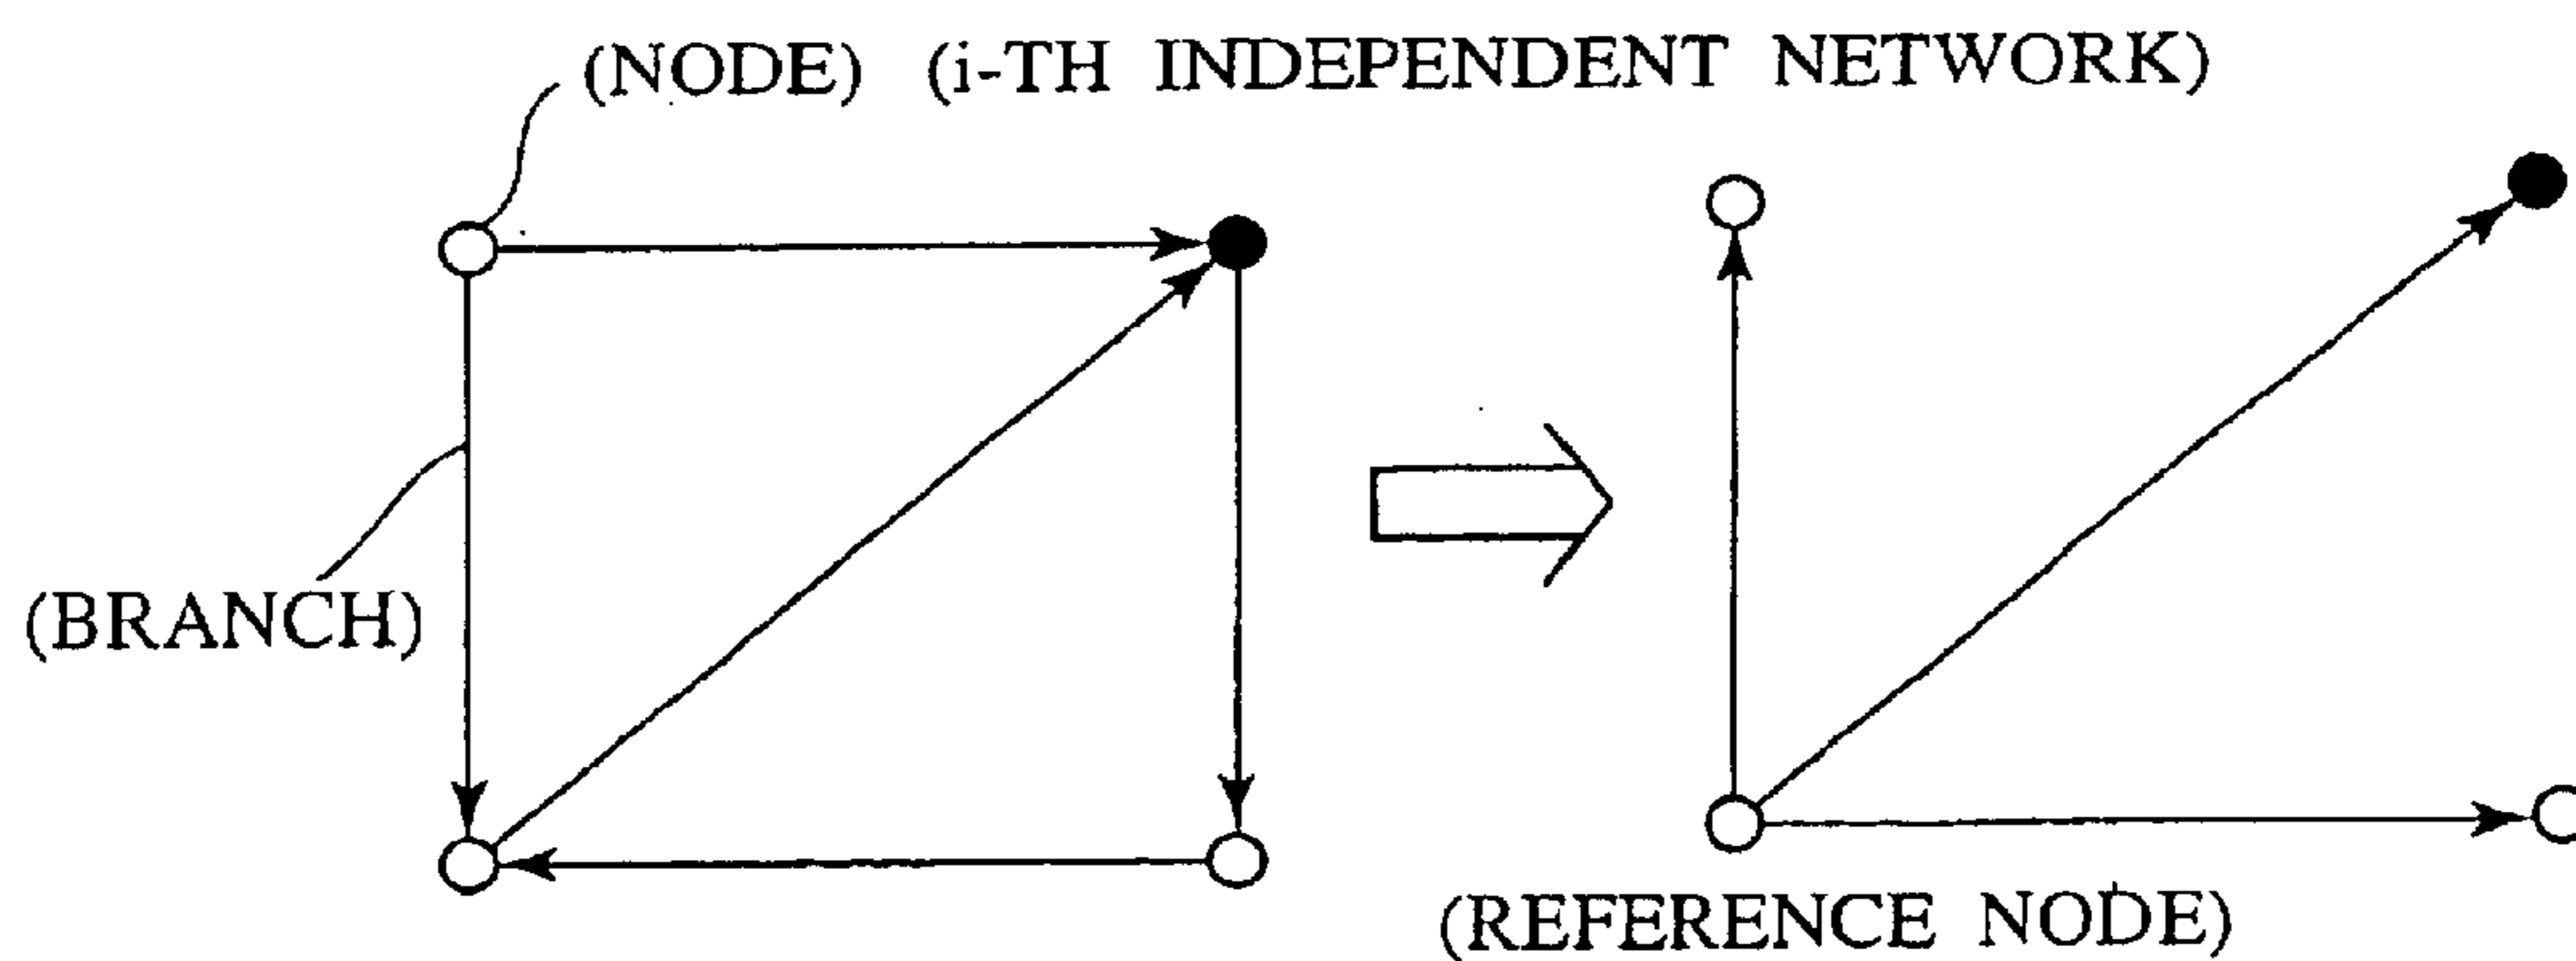 (NODE) (i-TH INDEPENDENT NETWORK)
(BRANCH)
(REFERENCE NODE)